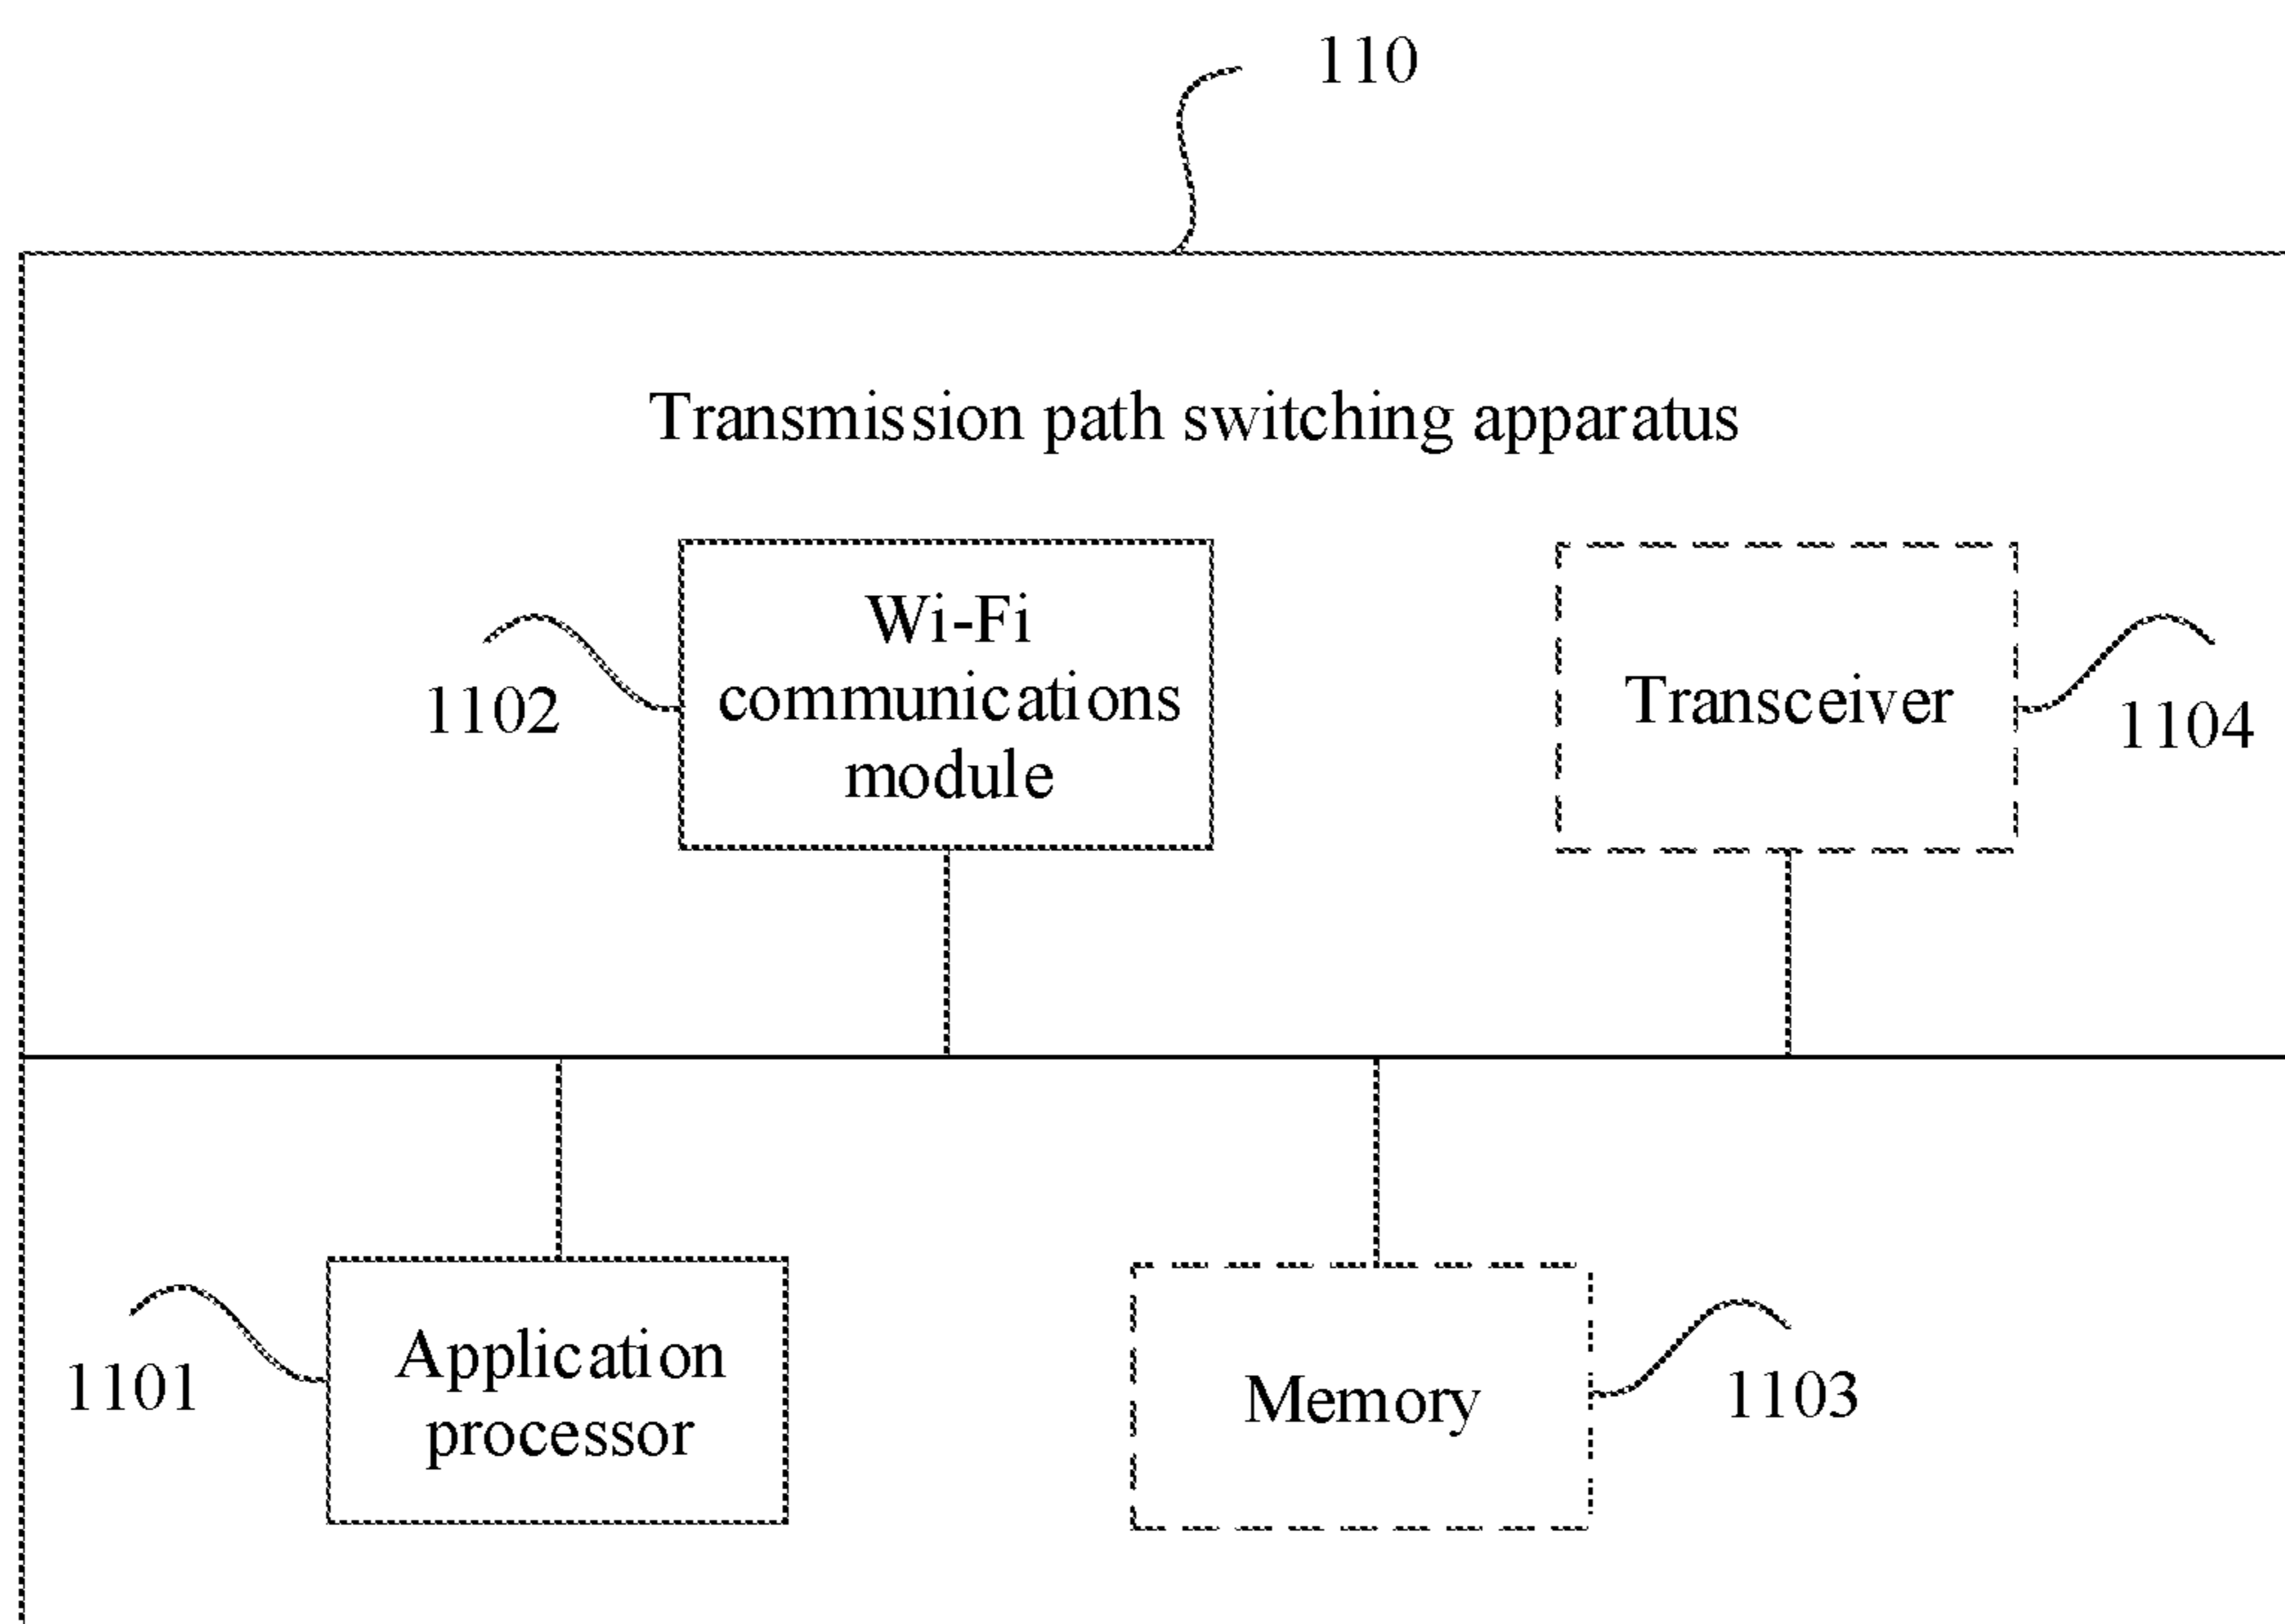 110
Transmission path switching apparatus
Wi-Fi
communications
module
1102
Transceiver
1104
Application
processor
1101
Memory
1103